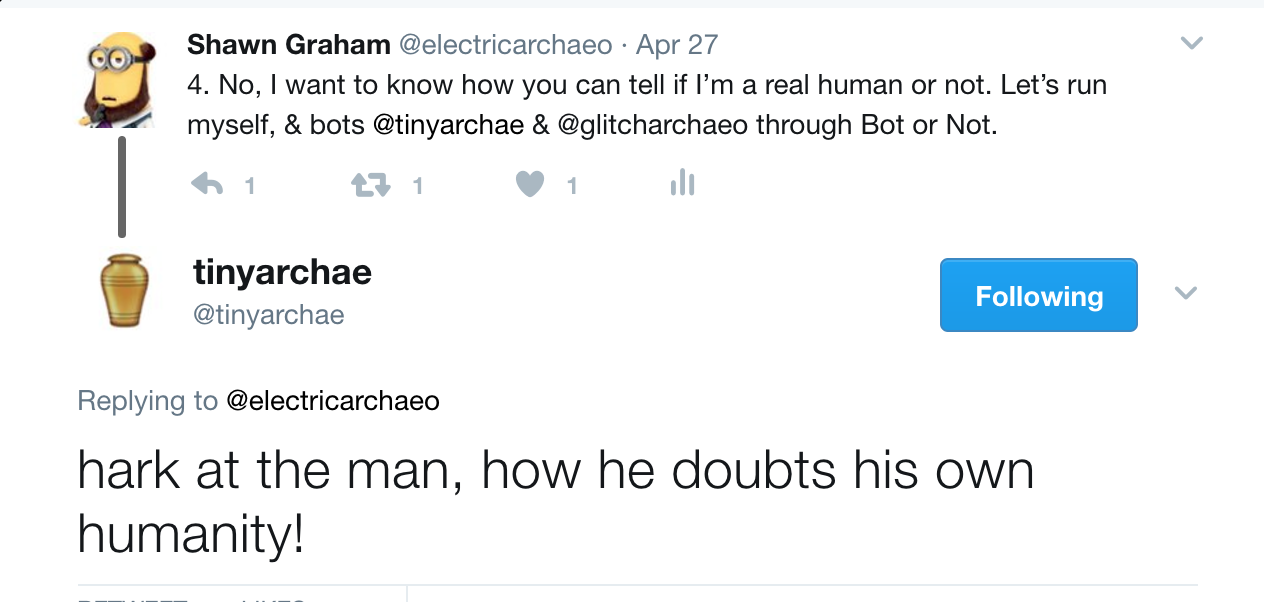 Shawn Graham @electricarchaeo · Apr 27
4. No, I want to know how you can tell if I’m a real human or not. Let’s run
myself, & bots @tinyarchae & @glitcharchaeo through Bot or Not.
1 1 1
tinyarchae
@tinyarchae
Following
Replying to @electricarchaeo
hark at the man, how he doubts his own
humanity!